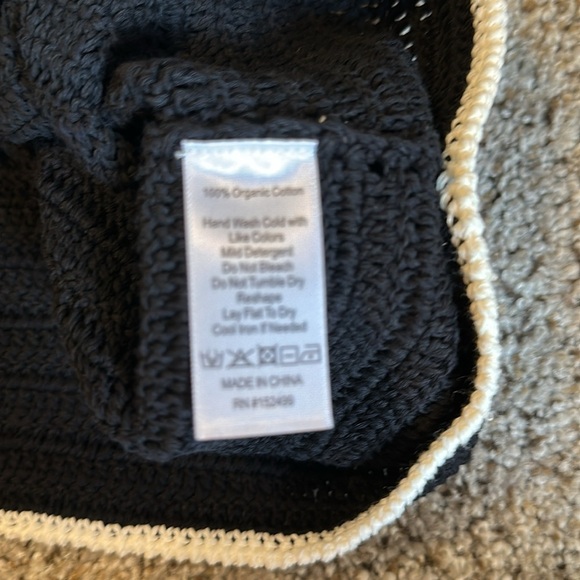 100% Organic Cotton
Hand Wash Cold with
Like Colors
Mild Detergent
Do Not Bleach
Do Not Tumble Dry
Reshape
Lay Flat To Dry
Cool Iron If Needed
MADE IN CHINA
RN #152499